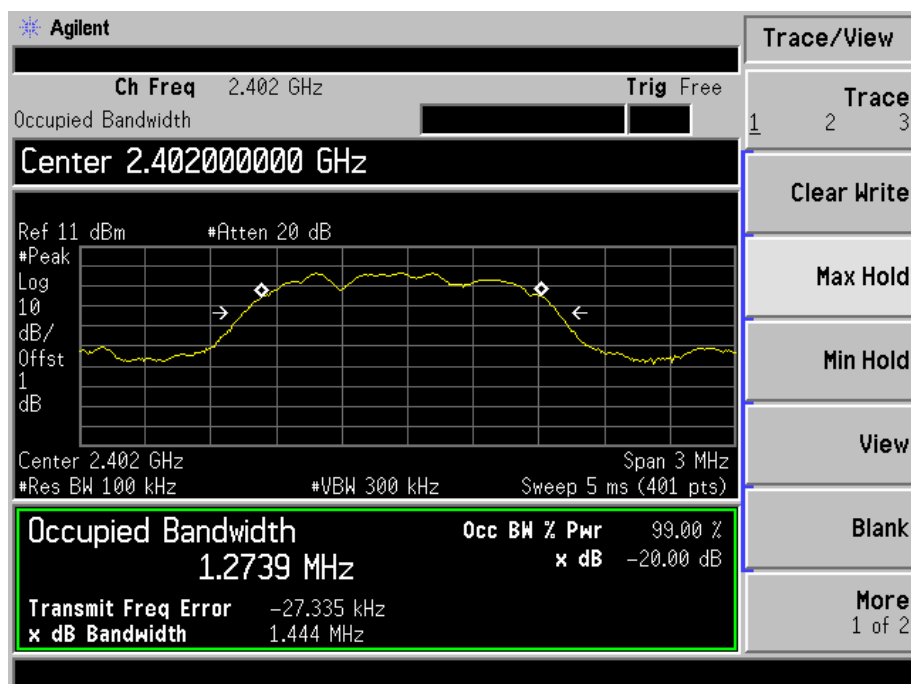 Agilent
Trace/View
Ch Freq 2.402 GHz Trig Free
Occupied Bandwidth
Center 2.402000000 GHz
Ref 11 dBm #Atten 20 dB
#Peak
Log
10
dB/
Offst
1
dB
Center 2.402 GHz Span 3 MHz
#Res BW 100 kHz #VBW 300 kHz Sweep 5 ms (401 pts)
Occupied Bandwidth
1.2739 MHz
Occ BW % Pwr 99.00 %
x dB -20.00 dB
Transmit Freq Error -27.335 kHz
x dB Bandwidth 1.444 MHz
Trace
1 2 3
Clear Write
Max Hold
Min Hold
View
Blank
More
1 of 2